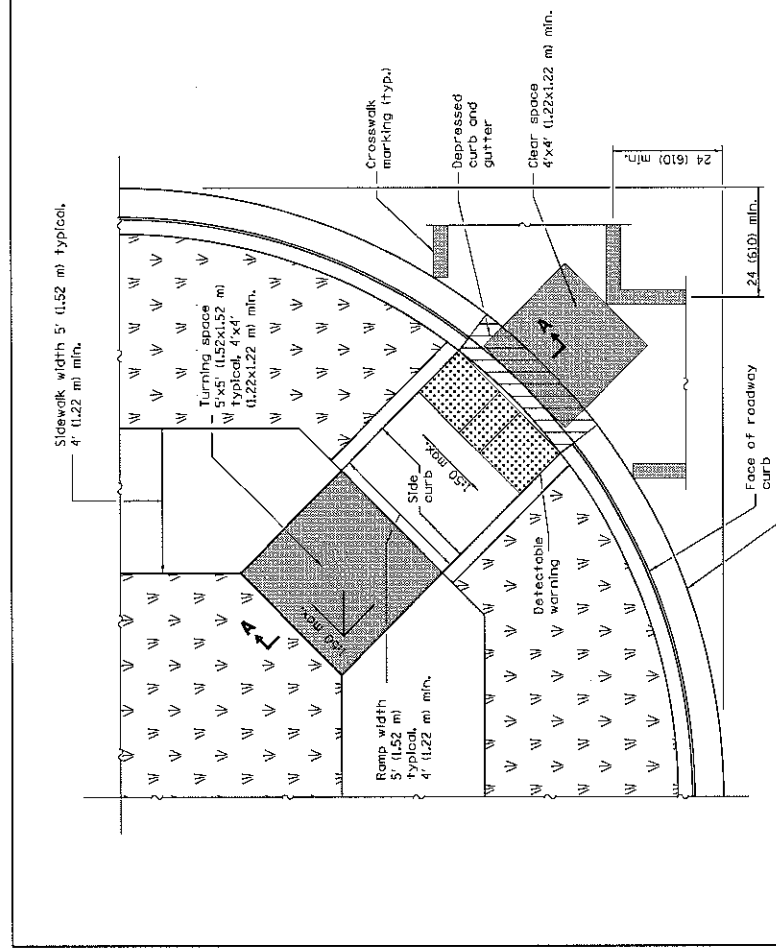 Sidewalk width 5' (1.52 m) typical.
4' (1.22 m) min.
Turning space
5'x5' (1.52x1.52 m)
typical. 4'x4'
(1.22x1.22 m) min.
Crosswalk
marking (typ.)
Depressed
curb and
gutter
Clear space
4'x4' (1.22x1.22 m) min.
24 (610) min.
24 (610) min.
A
A
1:50 max.
Side
curb
1:50 max.
Ramp width
5' (1.52 m)
typical.
4' (1.22 m) min.
Detectable
warning
Face of roadway
curb